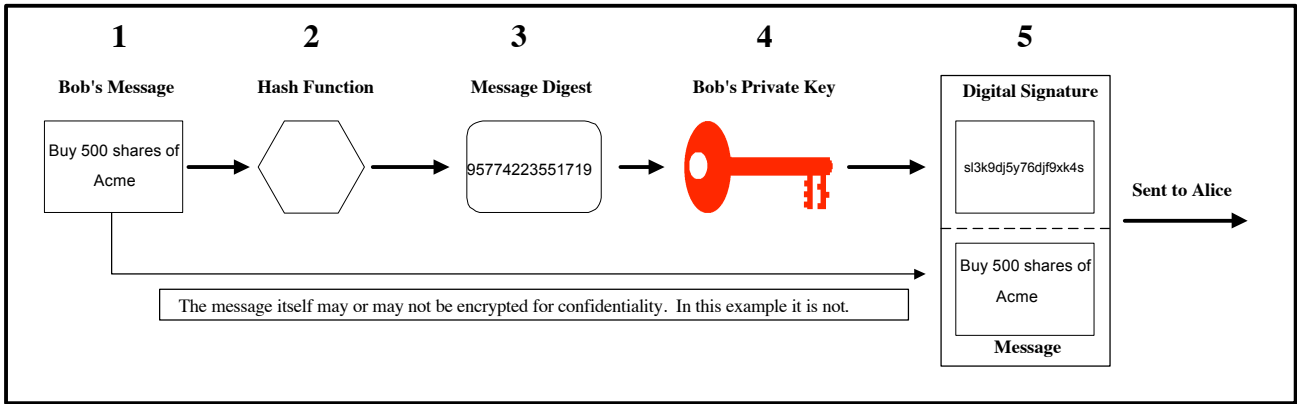 1
2
3
4
5
Bob's Message
Hash Function
Message Digest
Bob's Private Key
Digital Signature
Buy 500 shares of
Acme
95774223551719
sl3k9dj5y76djf9xk4s
Sent to Alice
Buy 500 shares of
Acme
The message itself may or may not be encrypted for confidentiality.  In this example it is not.
Message